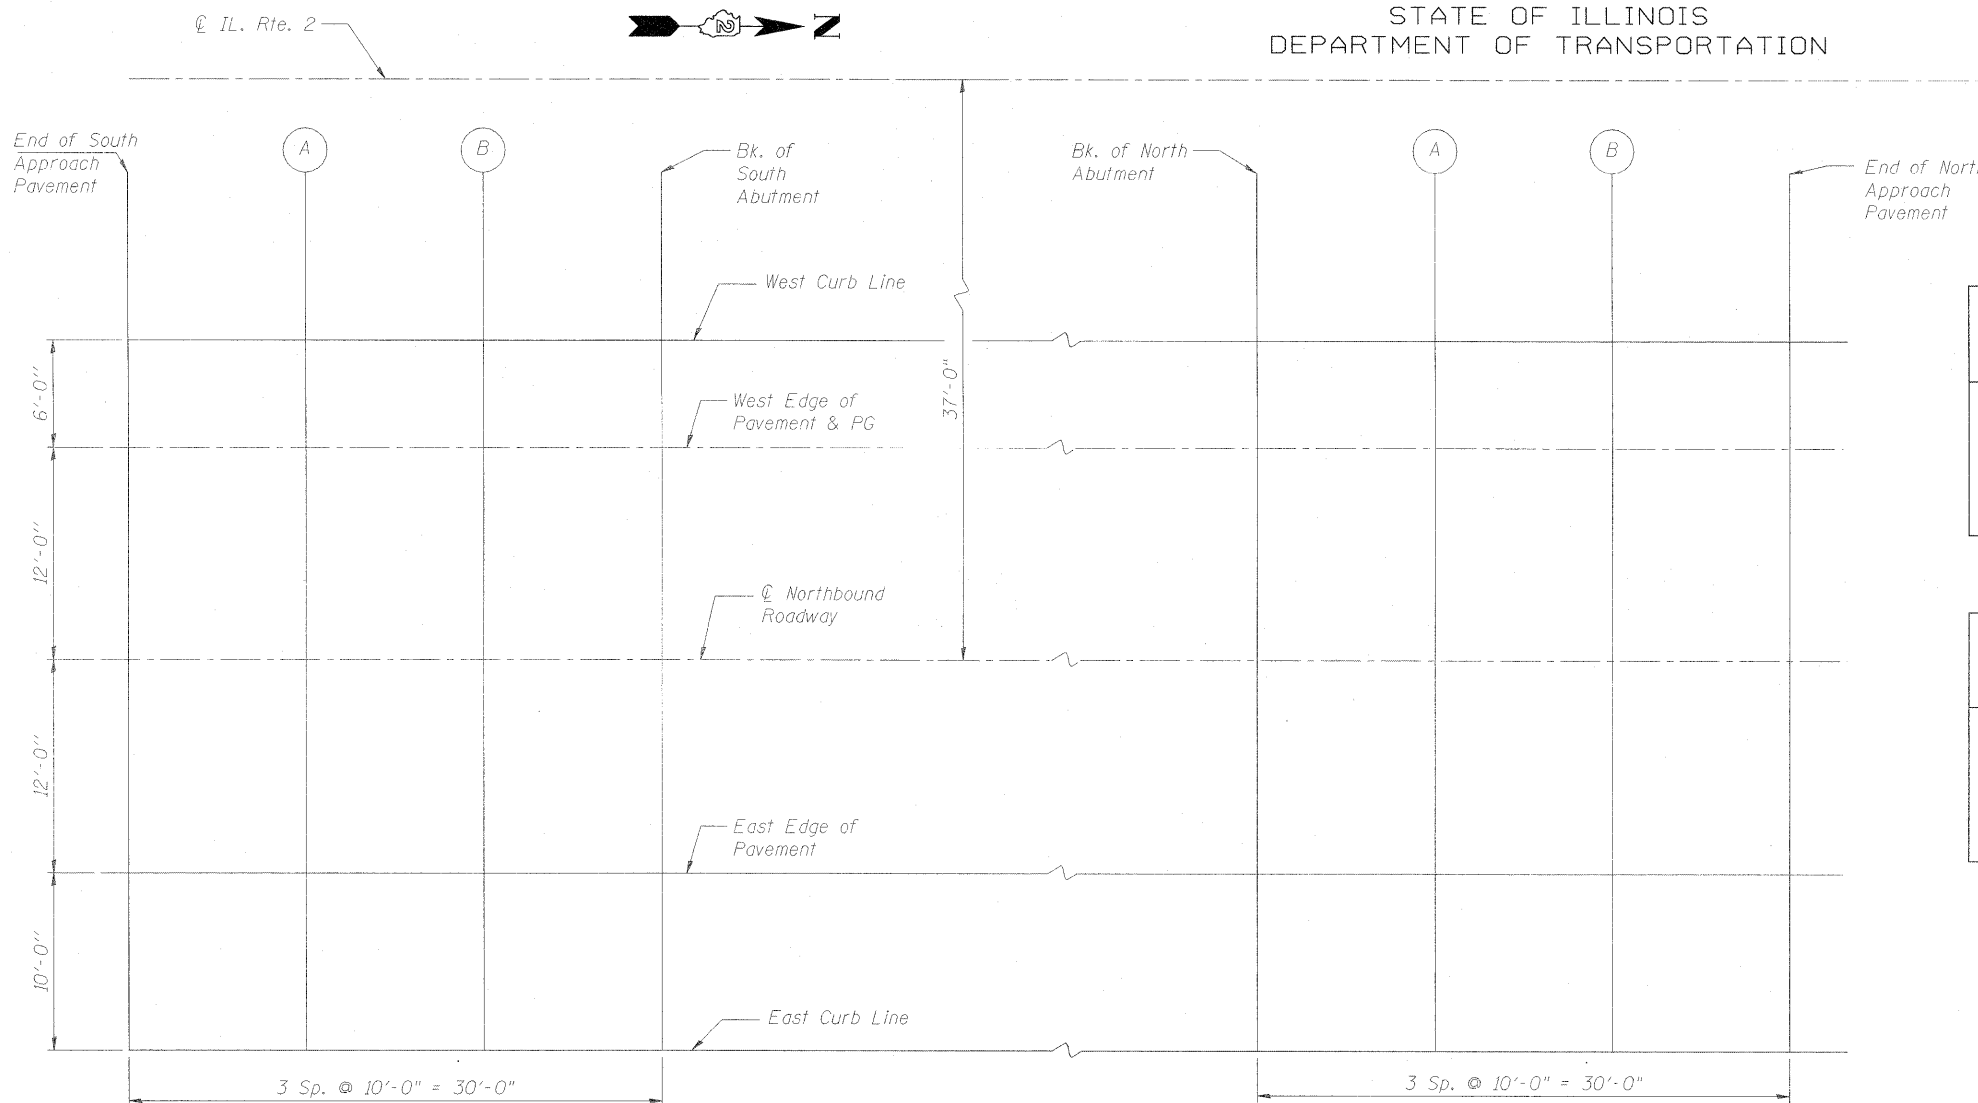 ℄ IL. Rte. 2
N
STATE OF ILLINOIS
DEPARTMENT OF TRANSPORTATION
End of South
Approach
Pavement
A
B
Bk. of
South
Abutment
Bk. of North
Abutment
A
B
End of North
Approach
Pavement
West Curb Line
6'-0"
West Edge of
Pavement & PG
37'-0"
12'-0"
℄ Northbound
Roadway
12'-0"
East Edge of
Pavement
10'-0"
East Curb Line
3 Sp. @ 10'-0" = 30'-0"
3 Sp. @ 10'-0" = 30'-0"